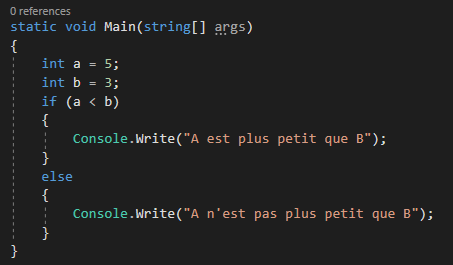 0 references
static void Main(string[] args)
{
int a = 5;
int b = 3;
if (a < b)
{
Console.Write("A est plus petit que B");
}
else
{
Console.Write("A n'est pas plus petit que B");
}
}